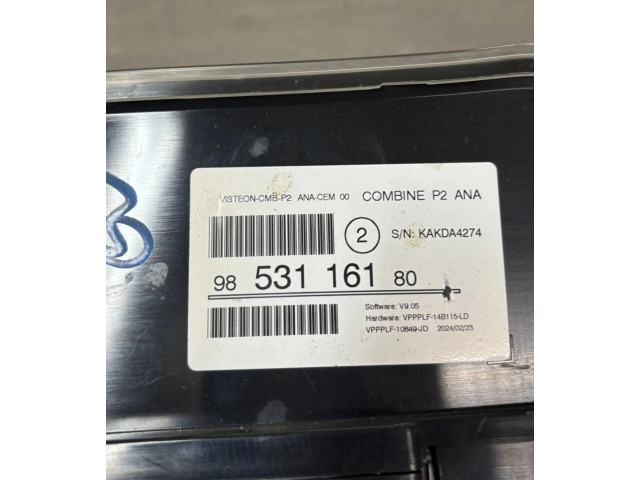 VISTEON-CMB-P2 ANA-CEM 00 COMBINE P2 ANA
2 S/N: KAKDA4274
98 531 161 80
Software: V9.05
Hardware: VPPPLF-14B115-LD
VPPPLF-10849-JD 2024/02/23